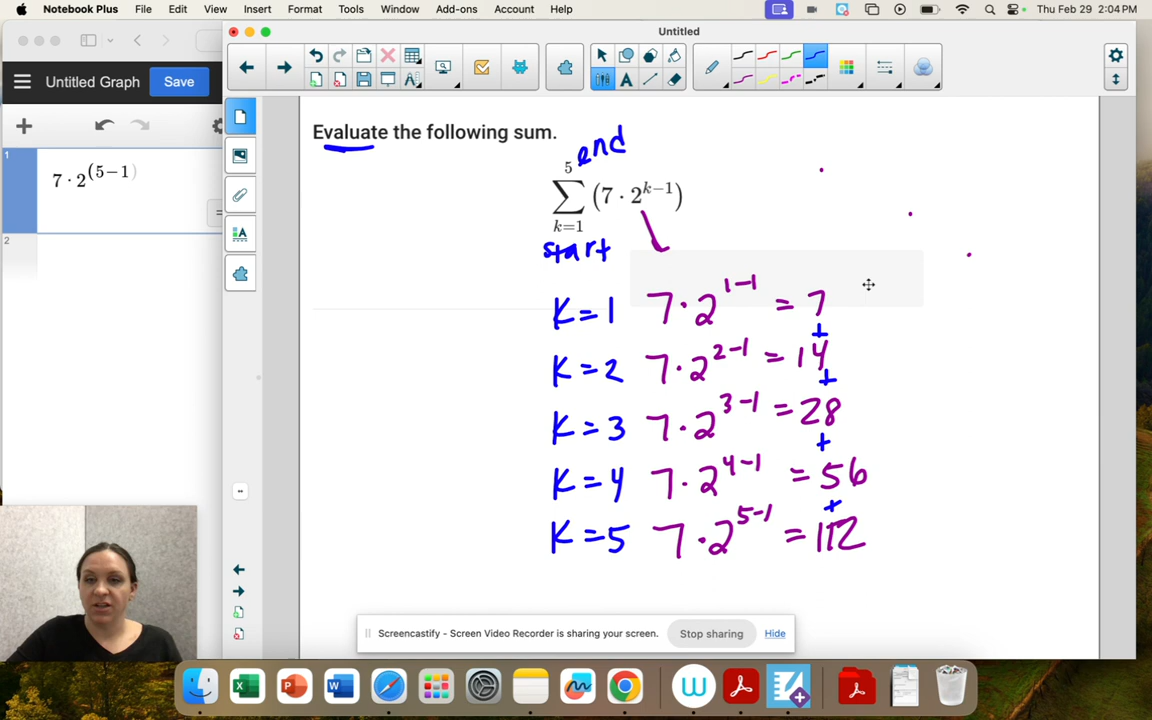 Notebook Plus File Edit View Insert Format Tools Window Add-ons Account Help Thu Feb 29 2:04 PM
Untitled
Untitled Graph Save
1
7 · 2^(5−1)
=
2
A
Evaluate the following sum.
end
5
∑ (7 · 2^{k−1})
k=1
start
K = 1 7 · 2^{1−1} = 7
+
K = 2 7 · 2^{2−1} = 14
+
K = 3 7 · 2^{3−1} = 28
+
K = 4 7 · 2^{4−1} = 56
+
K = 5 7 · 2^{5−1} = 112
Screencastify - Screen Video Recorder is sharing your screen. Stop sharing Hide